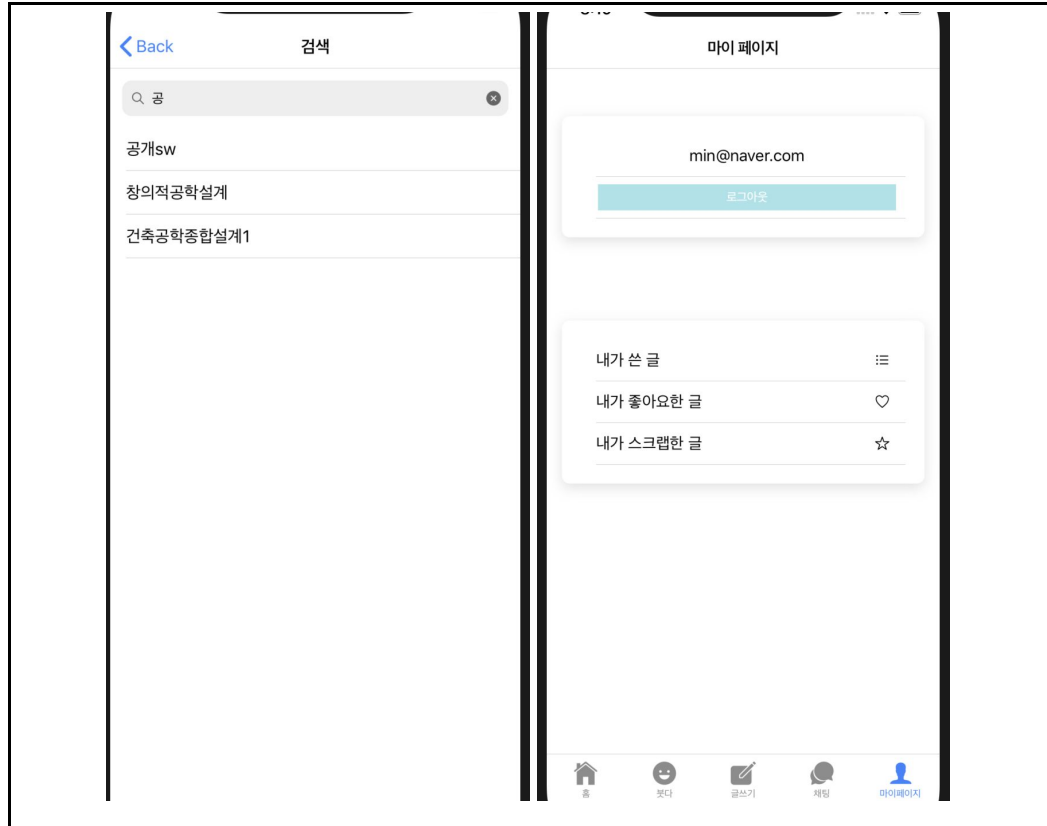 Back 검색
공
공개sw
창의적공학설계
건축공학종합설계1
마이 페이지
min@naver.com
로그아웃
내가 쓴 글
내가 좋아요한 글
내가 스크랩한 글
홈 붓다 글쓰기 채팅 마이페이지